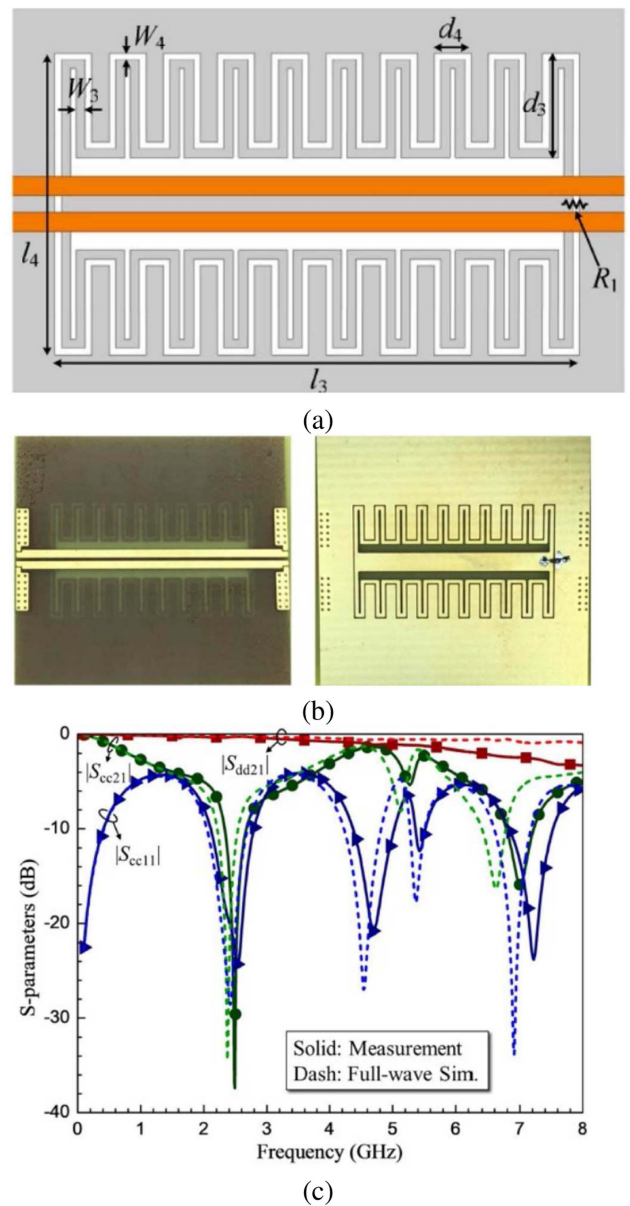 W4
d4
W3
d3
l4
R1
l3
(a)
(b)
0
|Scc21|
|Sdd21|
-10
|Scc11|
-20
-30
-40
S-parameters (dB)
Solid: Measurement
Dash: Full-wave Sim.
0 1 2 3 4 5 6 7 8
Frequency (GHz)
(c)